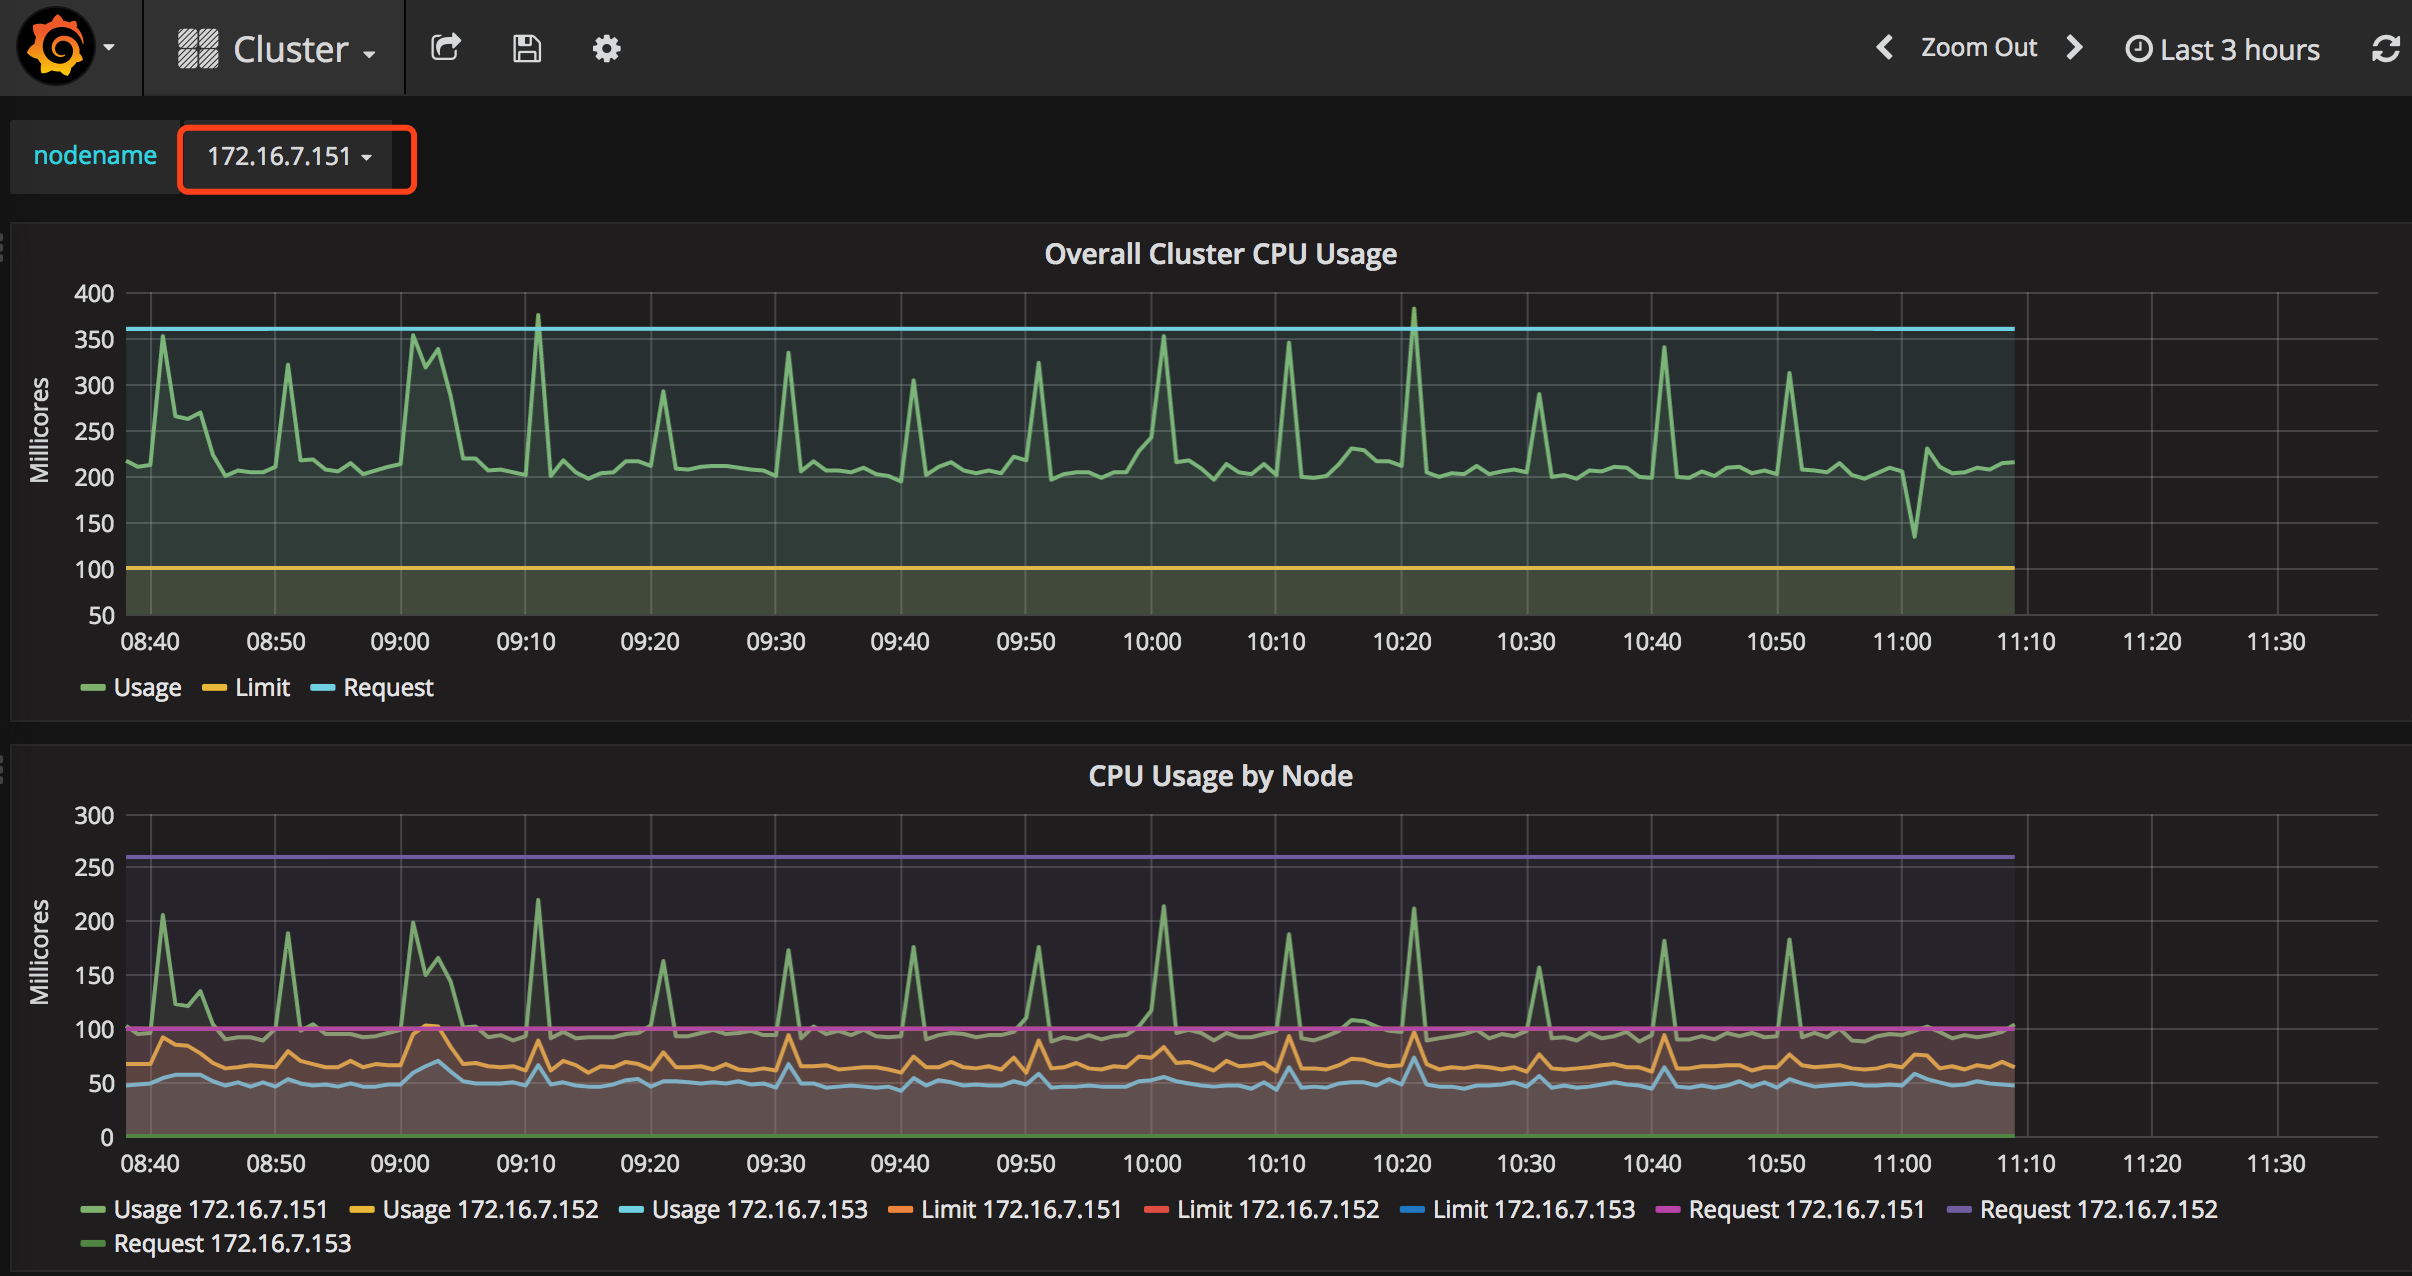 Cluster Zoom Out Last 3 hours
nodename 172.16.7.151
Overall Cluster CPU Usage
Millicores
400
350
300
250
200
150
100
50
08:40 08:50 09:00 09:10 09:20 09:30 09:40 09:50 10:00 10:10 10:20 10:30 10:40 10:50 11:00 11:10 11:20 11:30
Usage Limit Request
CPU Usage by Node
Millicores
300
250
200
150
100
50
0
08:40 08:50 09:00 09:10 09:20 09:30 09:40 09:50 10:00 10:10 10:20 10:30 10:40 10:50 11:00 11:10 11:20 11:30
Usage 172.16.7.151 Usage 172.16.7.152 Usage 172.16.7.153 Limit 172.16.7.151 Limit 172.16.7.152 Limit 172.16.7.153 Request 172.16.7.151 Request 172.16.7.152
Request 172.16.7.153